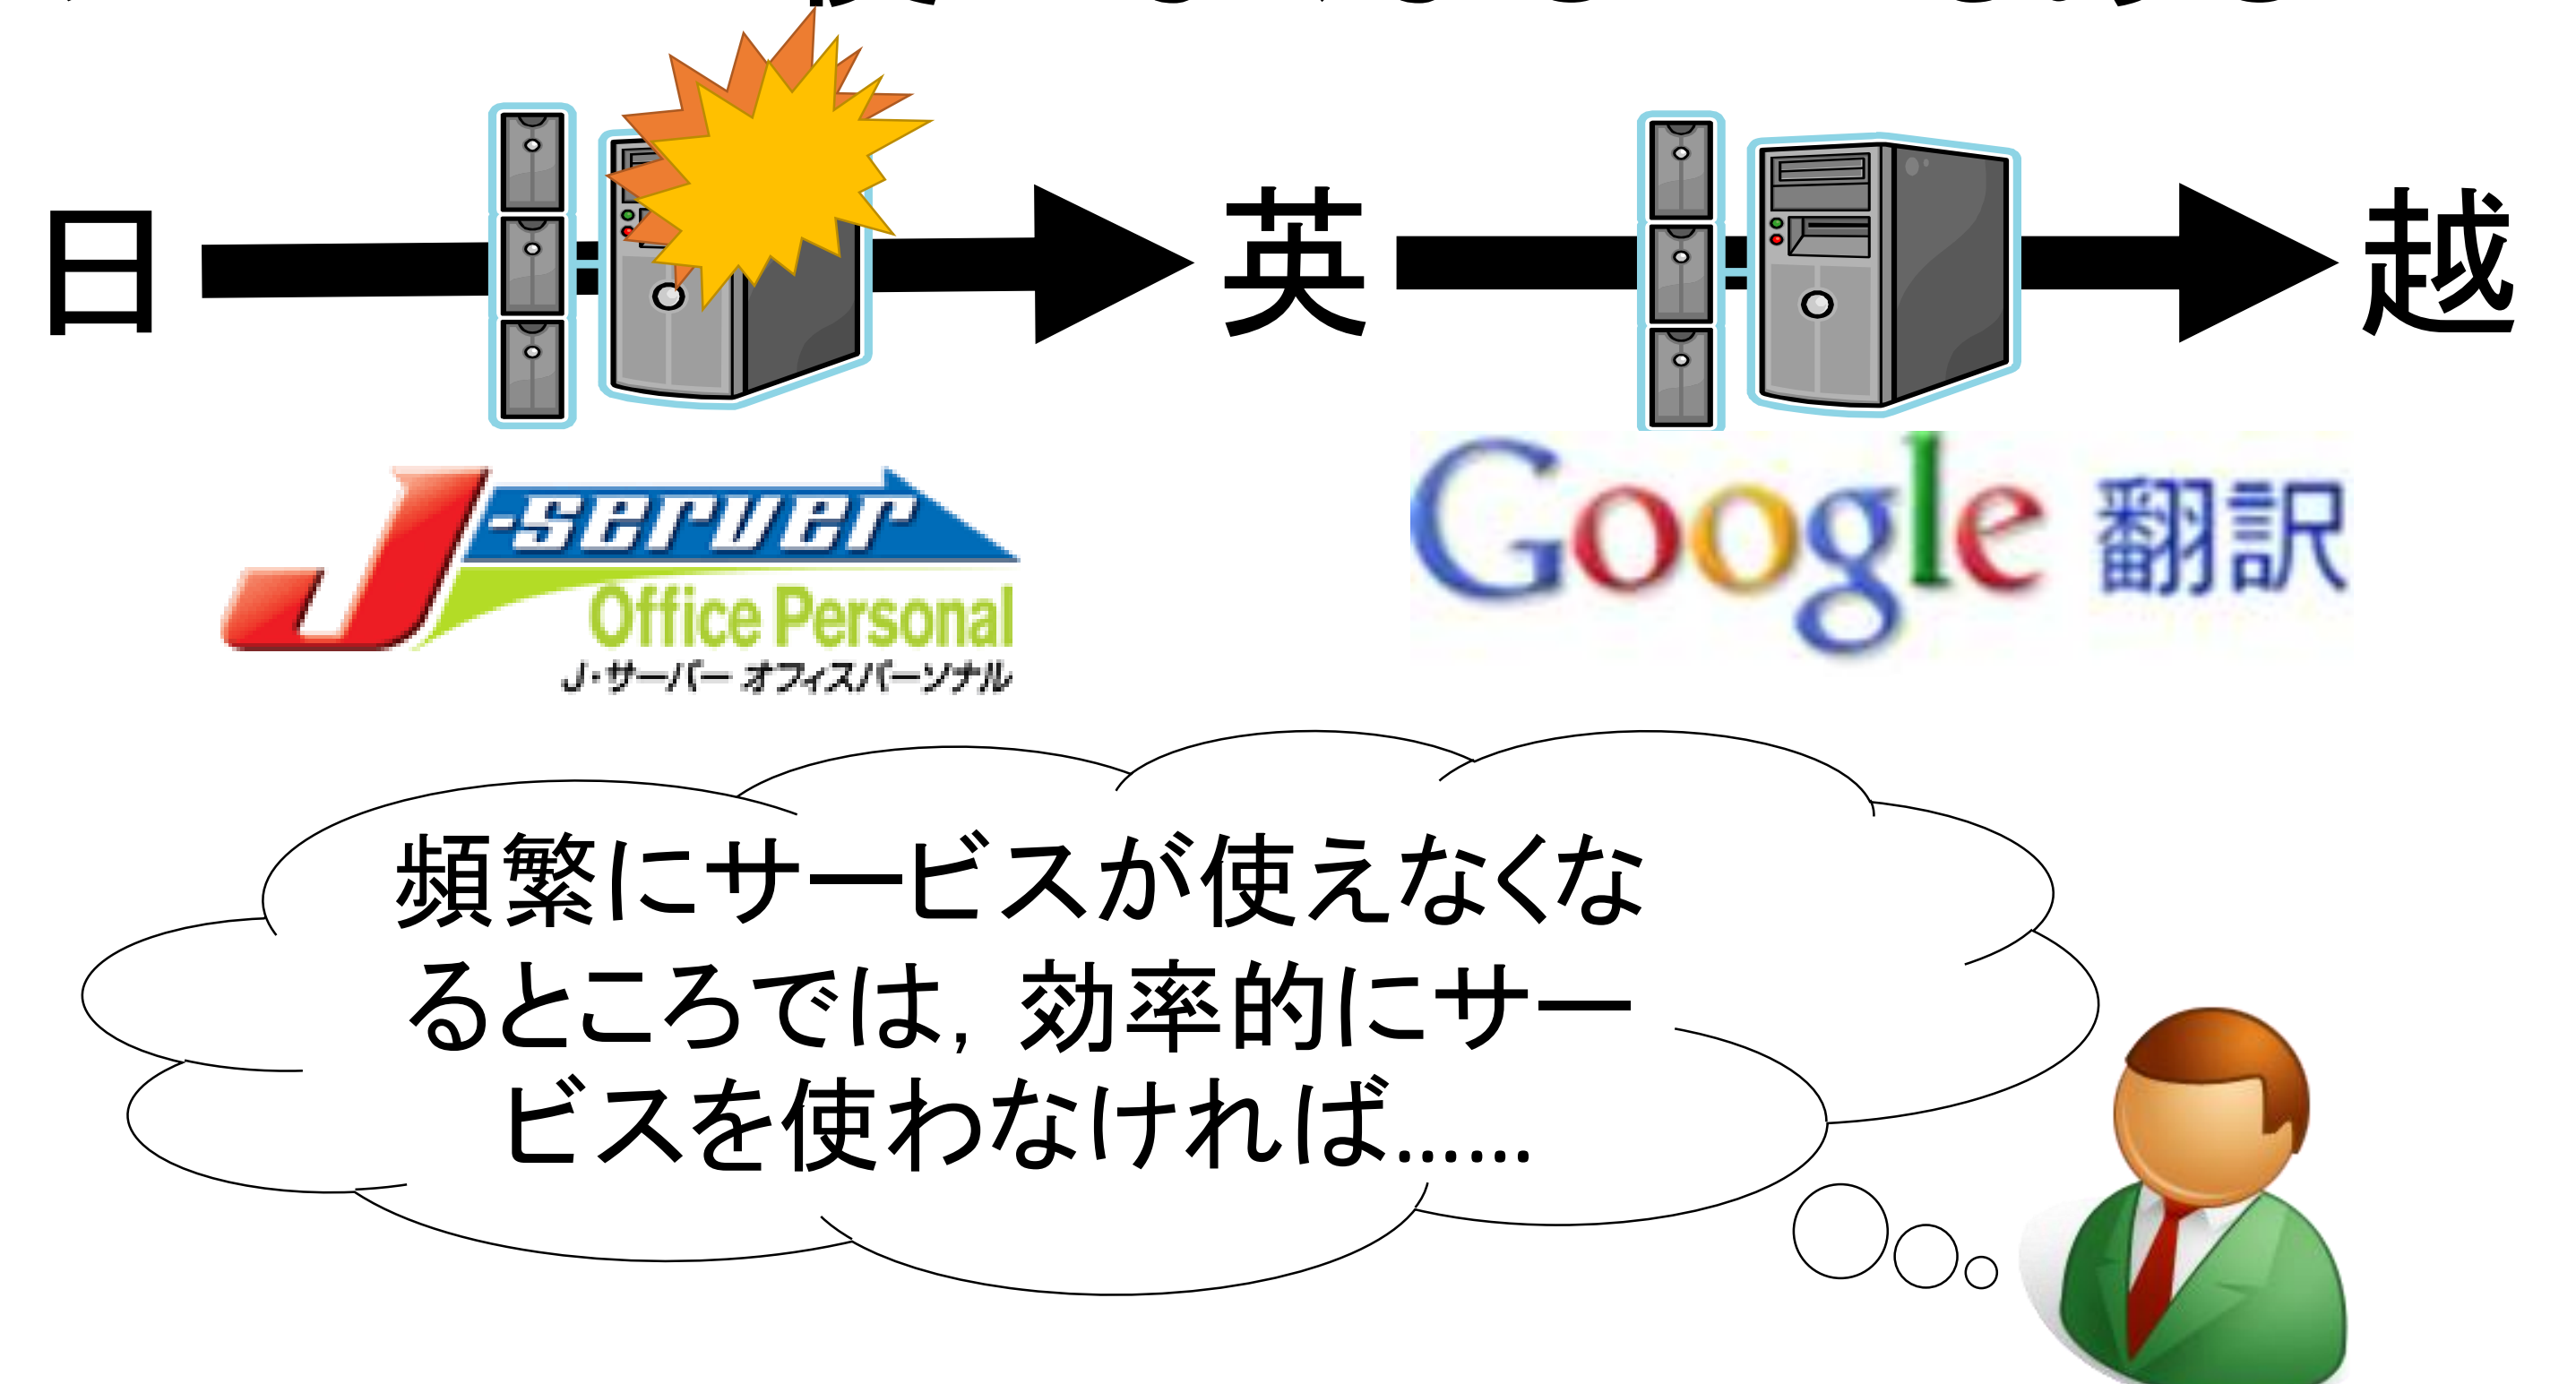 日
英
越
J-server
Office Personal
J・サーバー オフィスパーソナル
Google 翻訳
頻繁にサービスが使えなくな
るところでは，効率的にサー
ビスを使わなければ……